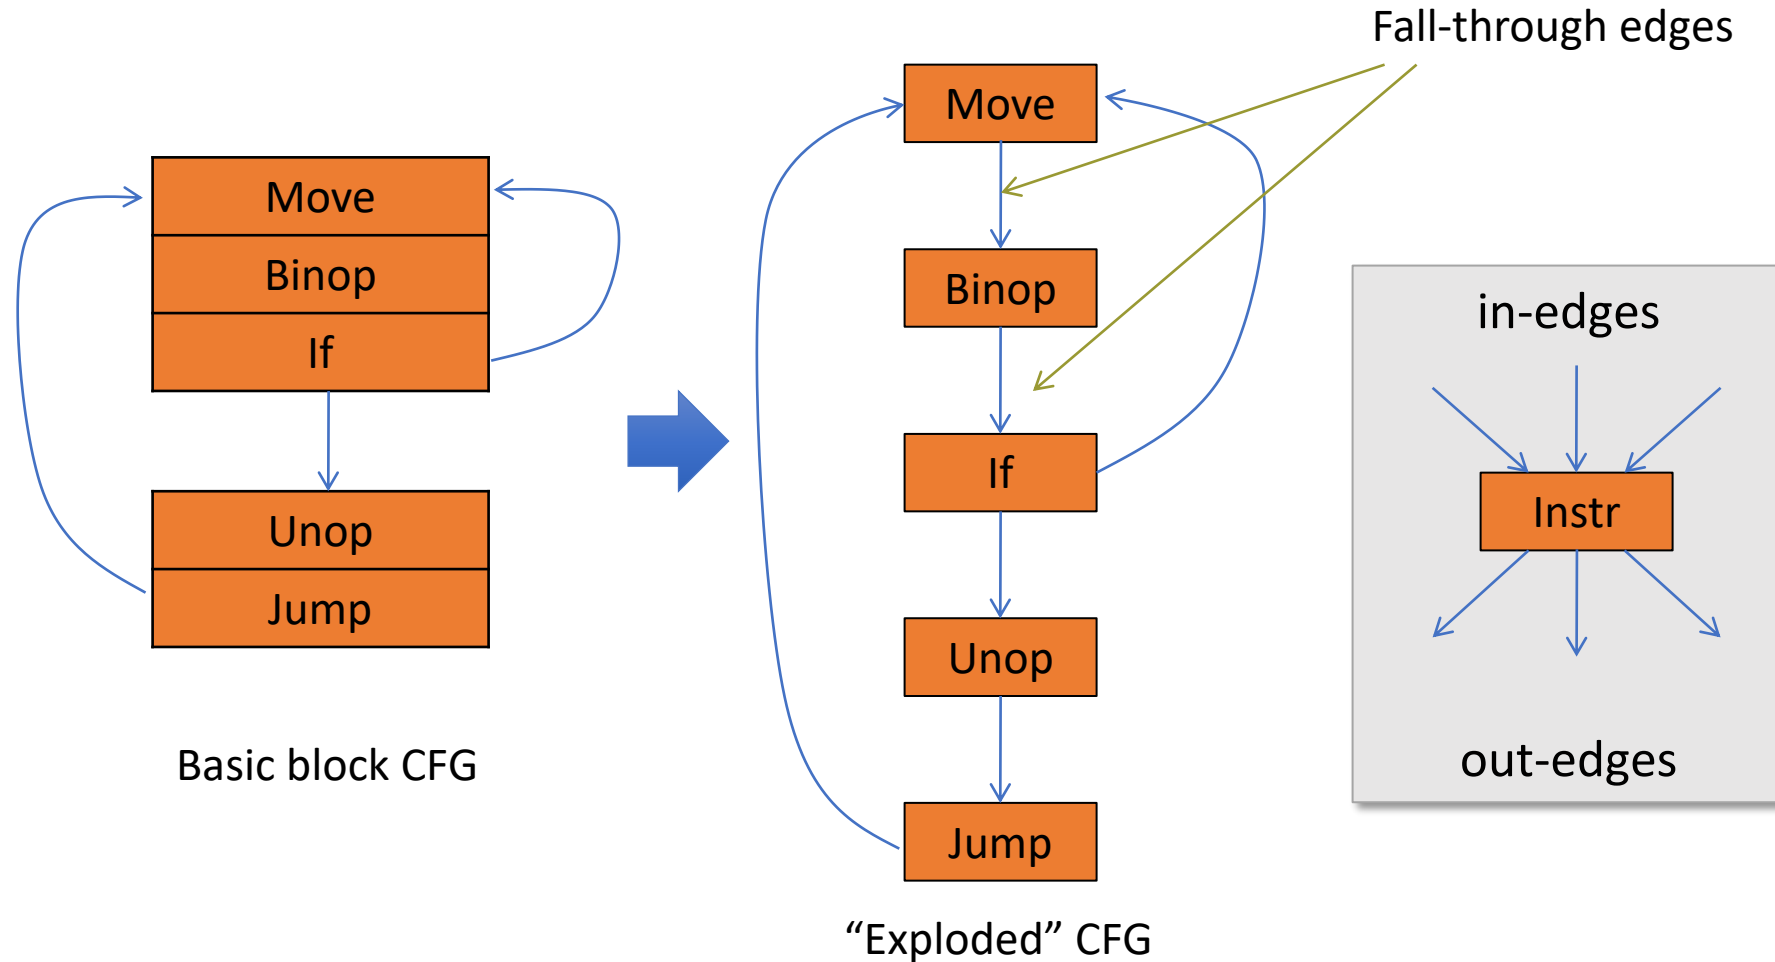 Fall-through edges
Move
Binop
If
Unop
Jump
Basic block CFG
Move
Binop
If
Unop
Jump
“Exploded” CFG
in-edges
Instr
out-edges